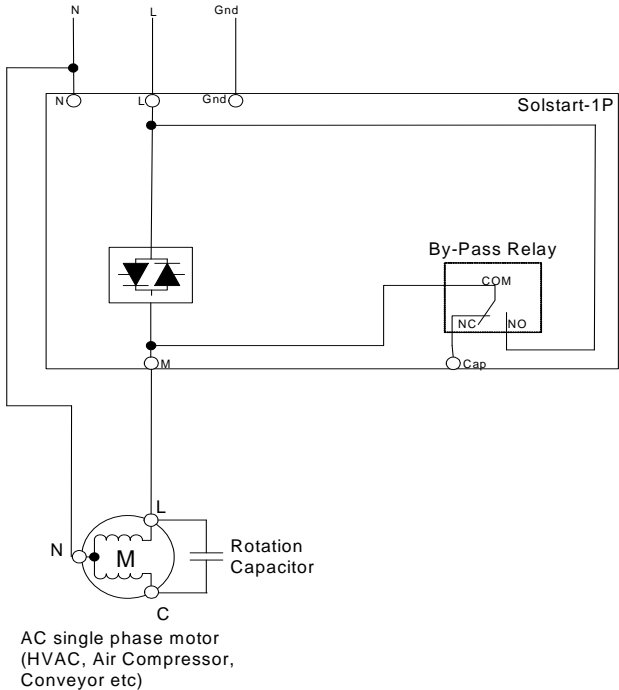 N
L
Gnd
N
L
Gnd
Solstart-1P
By-Pass Relay
COM
NC
NO
M
Cap
L
N
M
Rotation
Capacitor
C
AC single phase motor
(HVAC, Air Compressor,
Conveyor etc)